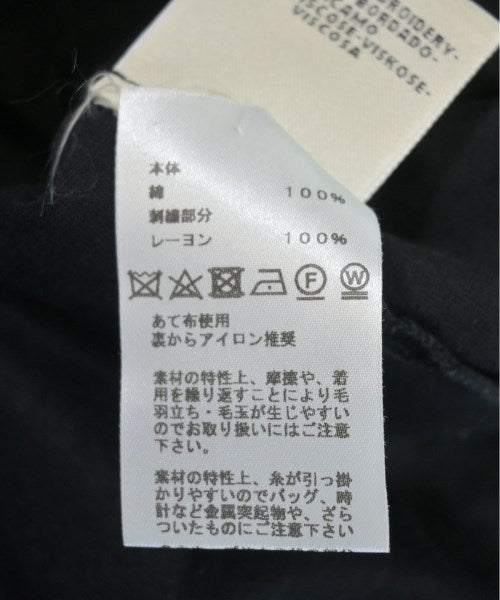 BROIDERY-
BORDADO-
CAMO
VISCOSE-VISKOSE-
VISCOSA
本体
綿 100%
刺繍部分
レーヨン 100%
F W
あて布使用
裏からアイロン推奨
素材の特性上、摩擦や、着
用を繰り返すことにより毛
羽立ち・毛玉が生じやすい
のでお取り扱いにはご注意
下さい。
素材の特性上、糸が引っ掛
かりやすいのでバッグ、時
計など金属突起物や、ざら
ついたものにご注意下さい